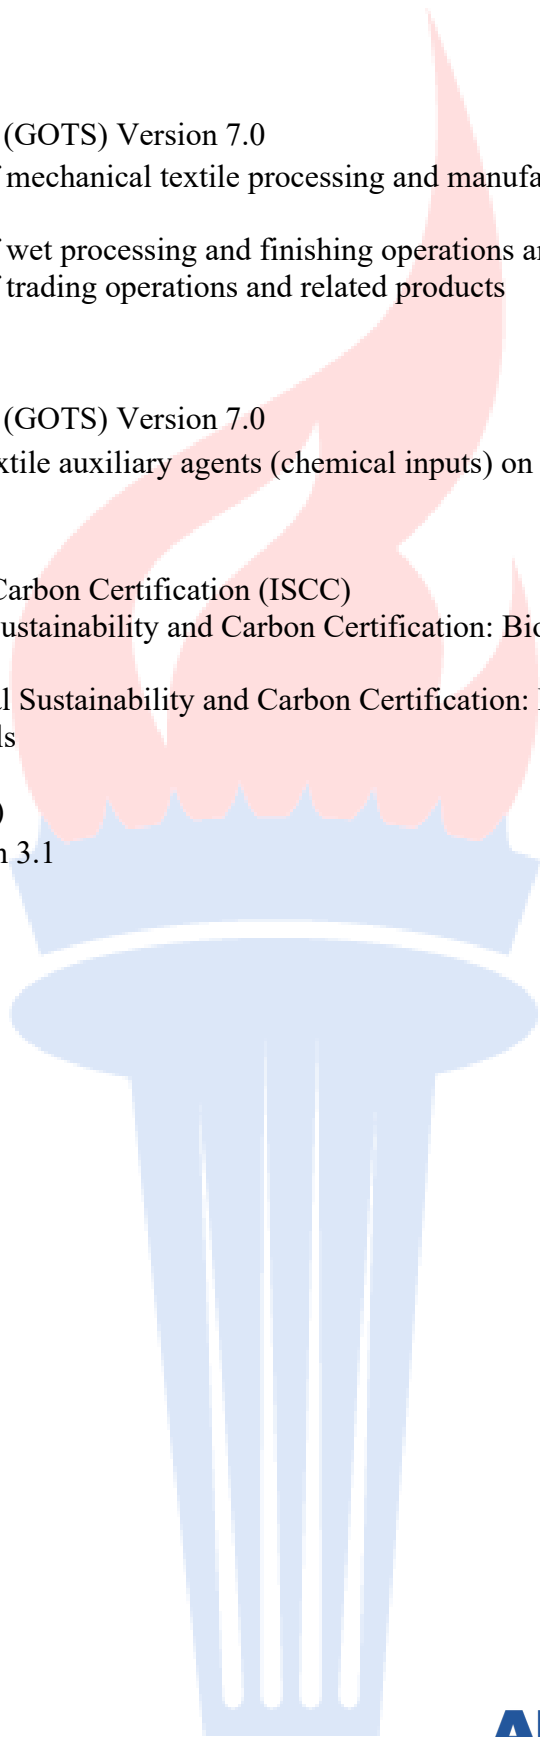 (GOTS) Version 7.0
mechanical textile processing and manufa
wet processing and finishing operations
trading operations and related products
(GOTS) Version 7.0
xtile auxiliary agents (chemical inputs) on
Carbon Certification (ISCC)
ustainability and Carbon Certification: Bio
l Sustainability and Carbon Certification:
ls
)
n 3.1